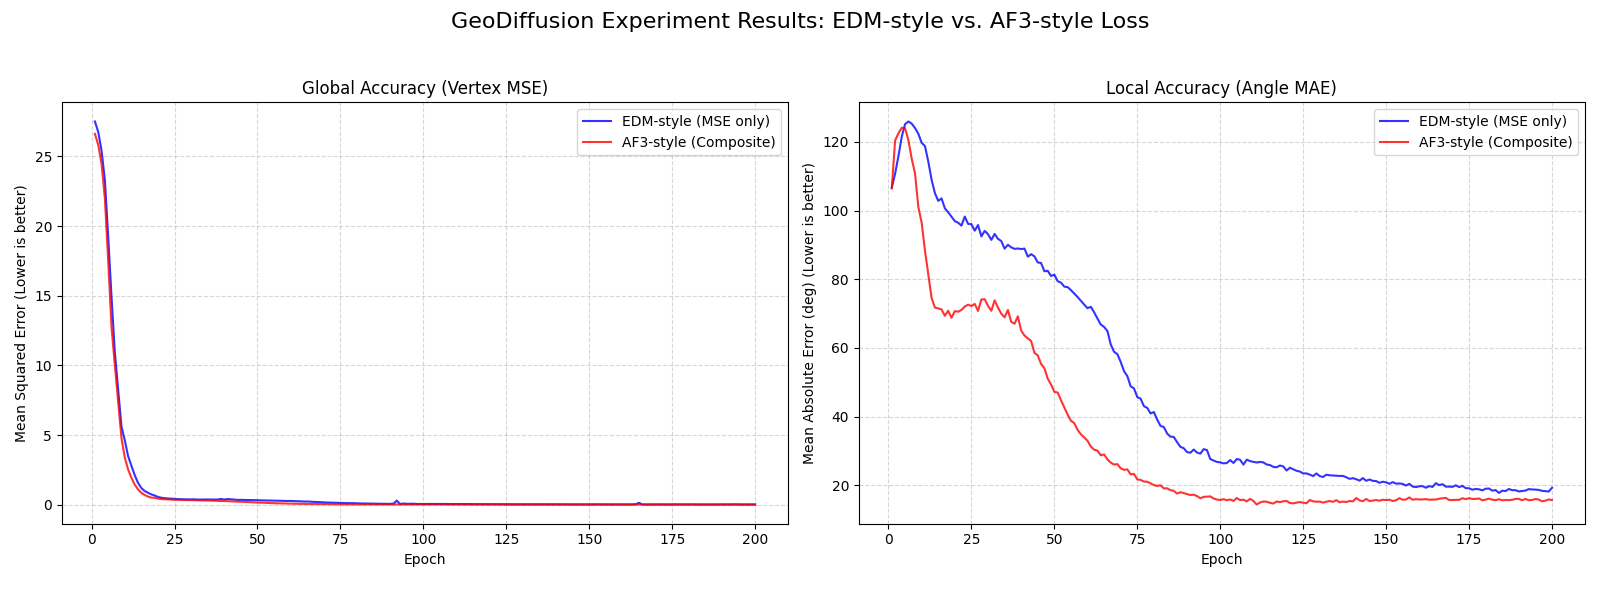 GeoDiffusion Experiment Results: EDM-style vs. AF3-style Loss
Global Accuracy (Vertex MSE)
Mean Squared Error (Lower is better)
25
20
15
10
5
0
EDM-style (MSE only)
AF3-style (Composite)
0 25 50 75 100 125 150 175 200
Epoch
Local Accuracy (Angle MAE)
Mean Absolute Error (deg) (Lower is better)
120
100
80
60
40
20
EDM-style (MSE only)
AF3-style (Composite)
0 25 50 75 100 125 150 175 200
Epoch